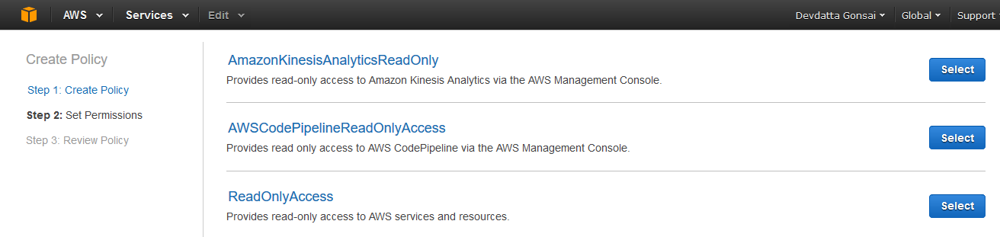 AWS Services Edit Devdatta Gonsai Global Support
Create Policy
Step 1: Create Policy
Step 2: Set Permissions
Step 3: Review Policy
AmazonKinesisAnalyticsReadOnly
Provides read-only access to Amazon Kinesis Analytics via the AWS Management Console.
Select
AWSCodePipelineReadOnlyAccess
Provides read only access to AWS CodePipeline via the AWS Management Console.
Select
ReadOnlyAccess
Provides read-only access to AWS services and resources.
Select